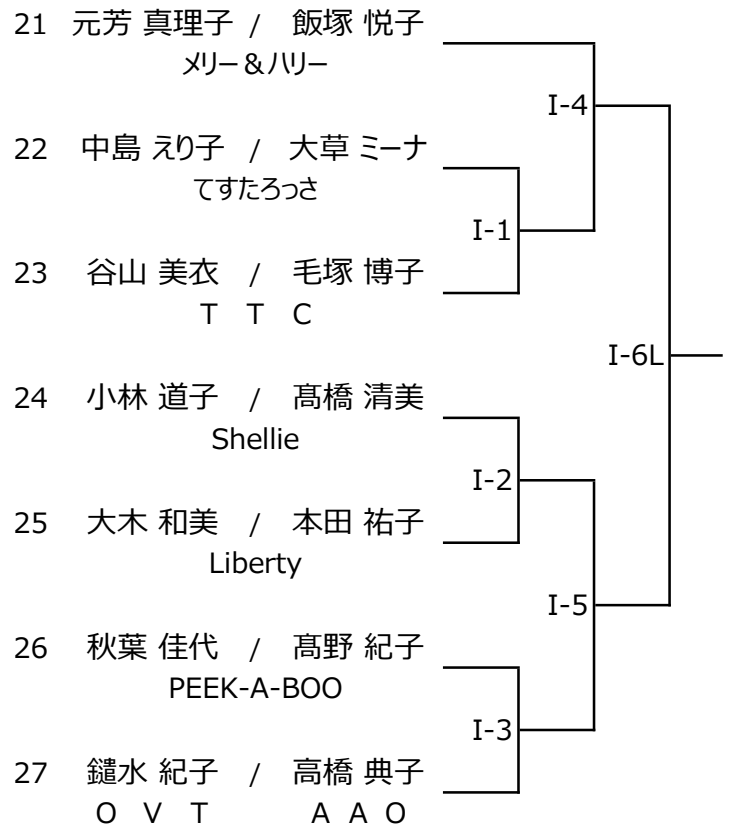 21 元芳 真理子 / 飯塚 悦子
メリー＆ハリー
I-4
22 中島 えり子 / 大草 ミーナ
てすたろっさ
I-1
23 谷山 美衣 / 毛塚 博子
T T C
I-6L
24 小林 道子 / 髙橋 清美
Shellie
I-2
25 大木 和美 / 本田 祐子
Liberty
I-5
26 秋葉 佳代 / 髙野 紀子
PEEK-A-BOO
I-3
27 鑓水 紀子 / 高橋 典子
O V T A A O